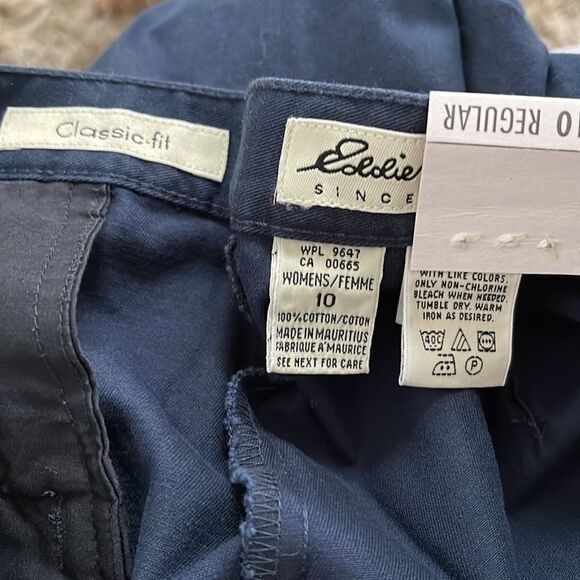 Classic-fit
Eddie
SINCE
10 REGULAR
WPL 9647
CA 00665
WOMENS/FEMME
10
100% COTTON/COTON
MADE IN MAURITIUS
FABRIQUE A'MAURICE
SEE NEXT FOR CARE
WITH LIKE COLORS,
ONLY NON-CHLORINE
BLEACH WHEN NEEDED.
TUMBLE DRY. WARM
IRON AS DESIRED.
40C
P